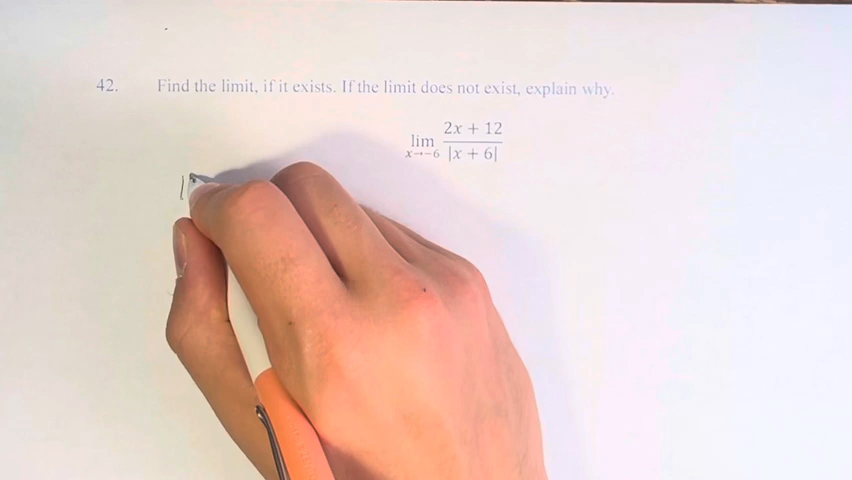 42. Find the limit, if it exists. If the limit does not exist, explain why.
lim x→−6 2x + 12 / |x + 6|